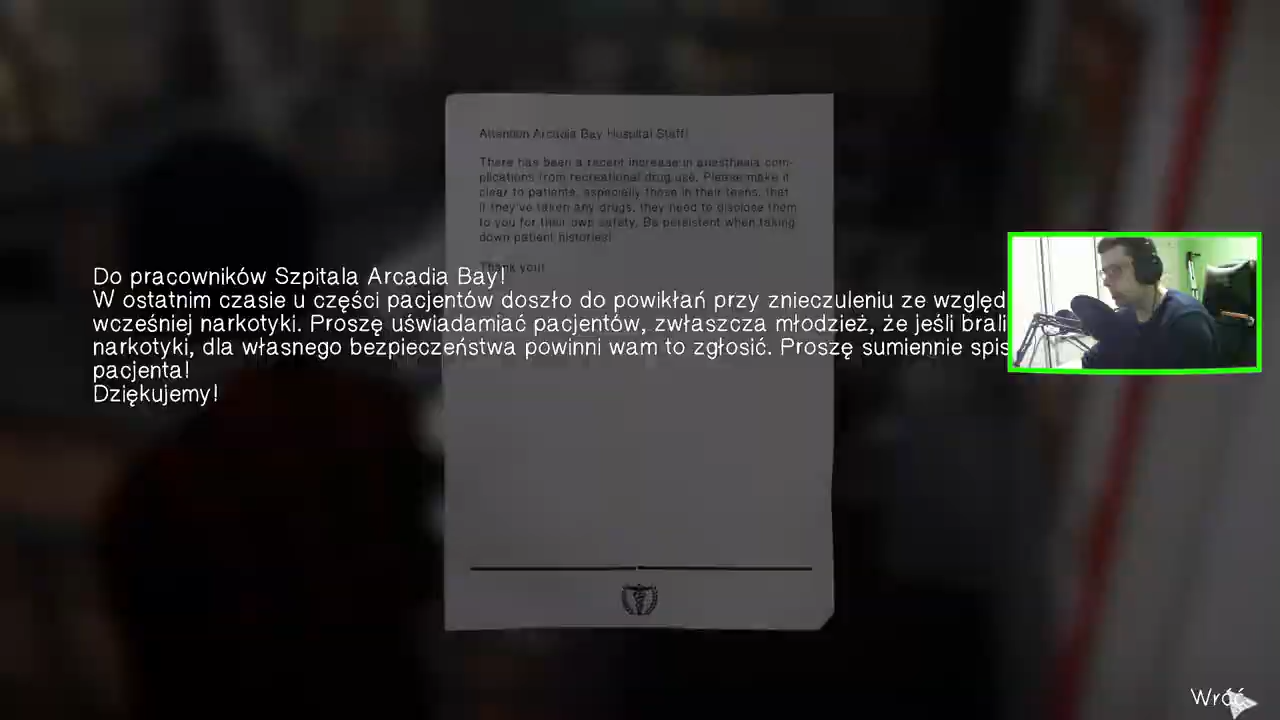 Attention Arcadia Bay Hospital Staff!
There has been a recent increase in anesthesia com-
plications from recreational drug use. Please make it
clear to patients, especially those in their teens, that
if they've taken any drugs, they need to disclose them
to you for their own safety. Be persistent when taking
down patient histories!
Thank you!
Do pracowników Szpitala Arcadia Bay!
W ostatnim czasie u części pacjentów doszło do powikłań przy znieczuleniu ze względ
wcześniej narkotyki. Proszę uświadamiać pacjentów, zwłaszcza młodzież, że jeśli brali
narkotyki, dla własnego bezpieczeństwa powinni wam to zgłosić. Proszę sumiennie spis
pacjenta!
Dziękujemy!
Wróć